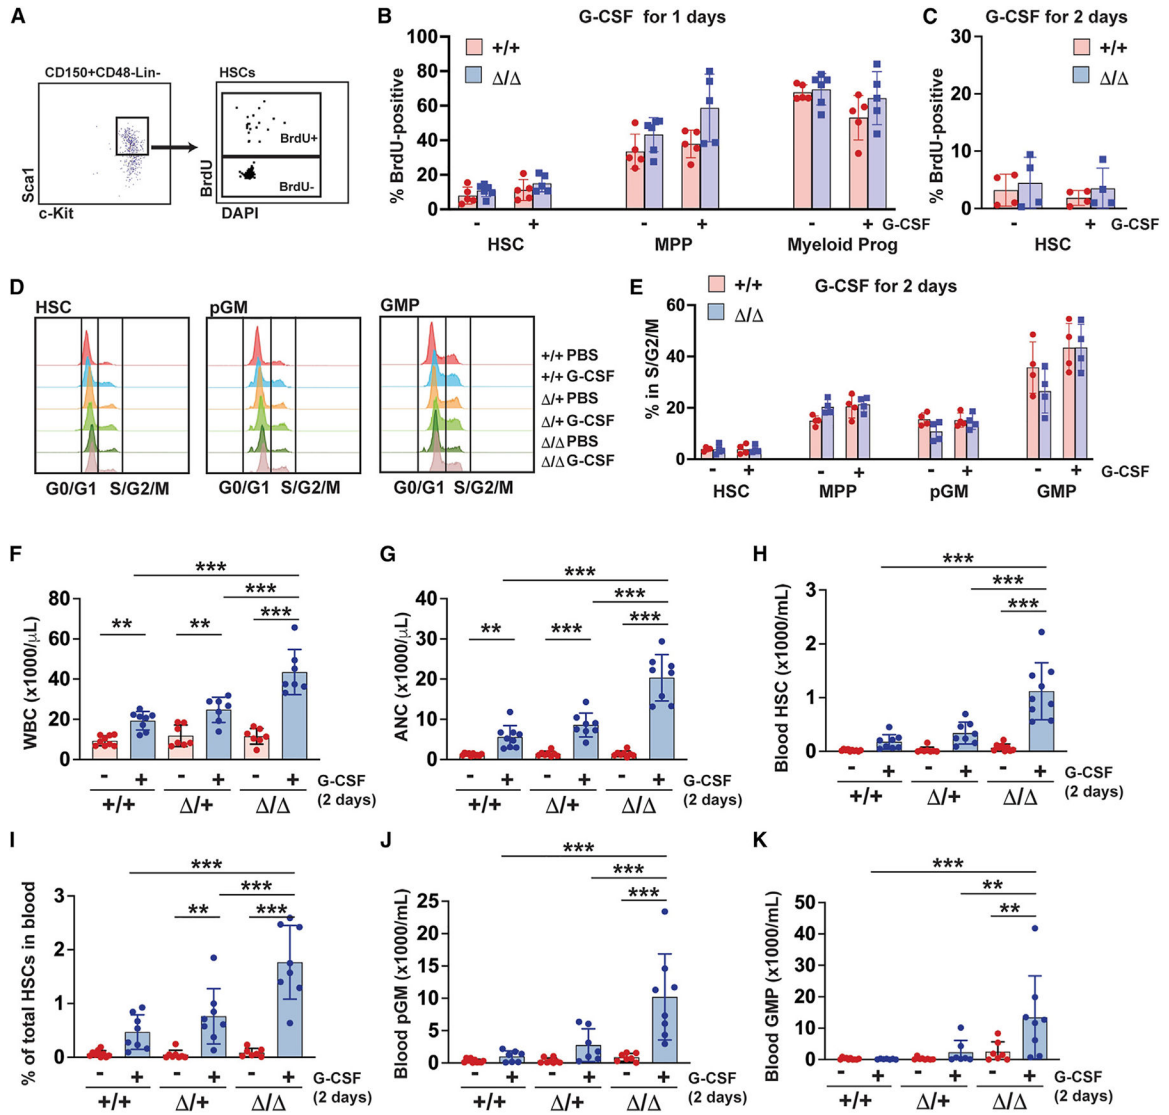 A
CD150+CD48-Lin-
Sca1
c-Kit
HSCs
BrdU+
BrdU-
BrdU
DAPI
B
G-CSF for 1 days
+/+
Δ/Δ
% BrdU-positive
100
80
60
40
20
0
- + - + - + G-CSF
HSC MPP Myeloid Prog
C
G-CSF for 2 days
+/+
Δ/Δ
% BrdU-positive
30
20
10
0
- + G-CSF
HSC
D
HSC pGM GMP
+/+ PBS
+/+ G-CSF
Δ/+ PBS
Δ/+ G-CSF
Δ/Δ PBS
Δ/Δ G-CSF
G0/G1 S/G2/M G0/G1 S/G2/M G0/G1 S/G2/M
E
G-CSF for 2 days
+/+
Δ/Δ
% in S/G2/M
60
40
20
0
- + - + - + - + G-CSF
HSC MPP pGM GMP
F
WBC (x1000/μL)
***
***
** ** ***
80
60
40
20
0
- + - + - + G-CSF
+/+ Δ/+ Δ/Δ (2 days)
G
ANC (x1000/μL)
***
***
** *** ***
40
30
20
10
0
- + - + - + G-CSF
+/+ Δ/+ Δ/Δ (2 days)
H
Blood HSC (x1000/mL)
***
***
***
3
2
1
0
- + - + - + G-CSF
+/+ Δ/+ Δ/Δ (2 days)
I
% of total HSCs in blood
***
***
** ***
3
2
1
0
- + - + - + G-CSF
+/+ Δ/+ Δ/Δ (2 days)
J
Blood pGM (x1000/mL)
***
***
***
25
20
15
10
5
0
- + - + - + G-CSF
+/+ Δ/+ Δ/Δ (2 days)
K
Blood GMP (x1000/mL)
***
**
**
50
40
30
20
10
0
- + - + - + G-CSF
+/+ Δ/+ Δ/Δ (2 days)